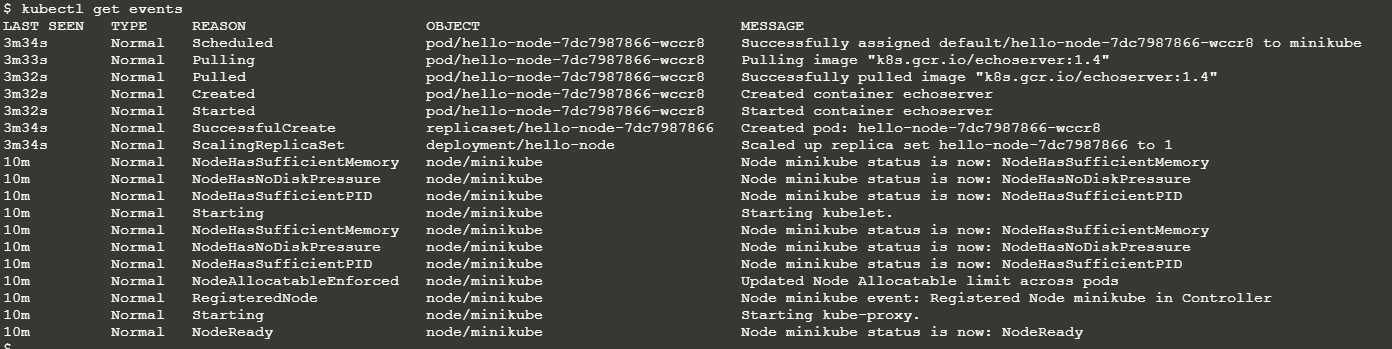 $ kubectl get events
LAST SEEN   TYPE     REASON                    OBJECT                            MESSAGE
3m34s       Normal   Scheduled                 pod/hello-node-7dc7987866-wccr8   Successfully assigned default/hello-node-7dc7987866-wccr8 to minikube
3m33s       Normal   Pulling                   pod/hello-node-7dc7987866-wccr8   Pulling image "k8s.gcr.io/echoserver:1.4"
3m32s       Normal   Pulled                    pod/hello-node-7dc7987866-wccr8   Successfully pulled image "k8s.gcr.io/echoserver:1.4"
3m32s       Normal   Created                   pod/hello-node-7dc7987866-wccr8   Created container echoserver
3m32s       Normal   Started                   pod/hello-node-7dc7987866-wccr8   Started container echoserver
3m34s       Normal   SuccessfulCreate          replicaset/hello-node-7dc7987866  Created pod: hello-node-7dc7987866-wccr8
3m34s       Normal   ScalingReplicaSet         deployment/hello-node             Scaled up replica set hello-node-7dc7987866 to 1
10m         Normal   NodeHasSufficientMemory   node/minikube                     Node minikube status is now: NodeHasSufficientMemory
10m         Normal   NodeHasNoDiskPressure     node/minikube                     Node minikube status is now: NodeHasNoDiskPressure
10m         Normal   NodeHasSufficientPID      node/minikube                     Node minikube status is now: NodeHasSufficientPID
10m         Normal   Starting                  node/minikube                     Starting kubelet.
10m         Normal   NodeHasSufficientMemory   node/minikube                     Node minikube status is now: NodeHasSufficientMemory
10m         Normal   NodeHasNoDiskPressure     node/minikube                     Node minikube status is now: NodeHasNoDiskPressure
10m         Normal   NodeHasSufficientPID      node/minikube                     Node minikube status is now: NodeHasSufficientPID
10m         Normal   NodeAllocatableEnforced   node/minikube                     Updated Node Allocatable limit across pods
10m         Normal   RegisteredNode            node/minikube                     Node minikube event: Registered Node minikube in Controller
10m         Normal   Starting                  node/minikube                     Starting kube-proxy.
10m         Normal   NodeReady                 node/minikube                     Node minikube status is now: NodeReady
$